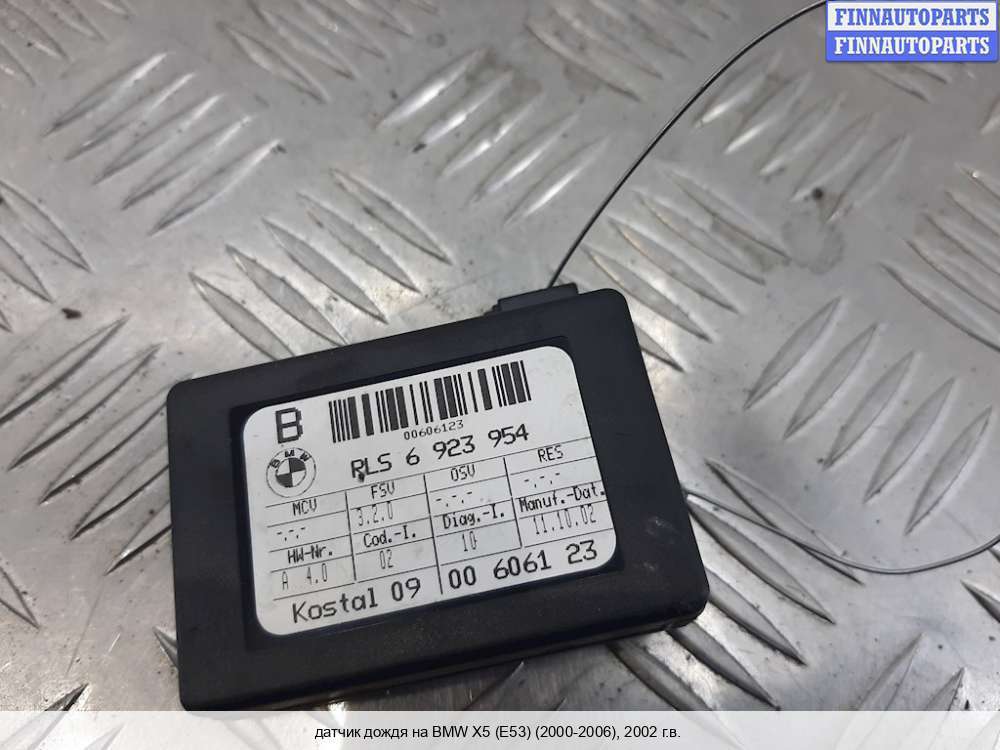 FINNAUTOPARTS
FINNAUTOPARTS
B
00606123
BMW
RLS 6 923 954
MCV FSV OSV RES
-.- 3.2.0 -.-.- -.-.-
HW-Nr. Cod.-I. Diag.-I. Manuf.-Dat.
A 4.0 02 10 11.10.02
Kostal 09 00 6061 23
датчик дождя на BMW X5 (E53) (2000-2006), 2002 г.в.